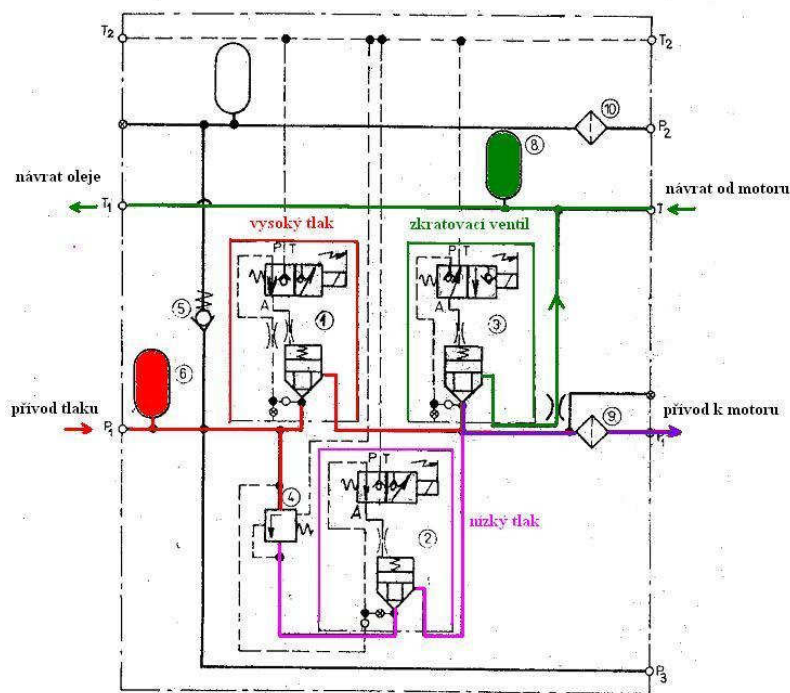 T2
T2
10
P2
8
návrat oleje
návrat od motoru
T1
T
vysoký tlak
zkratovací ventil
P T
P T
5
A
1
A
3
6
přívod tlaku
9
přívod k motoru
P1
P T
4
nízký tlak
A
2
P3